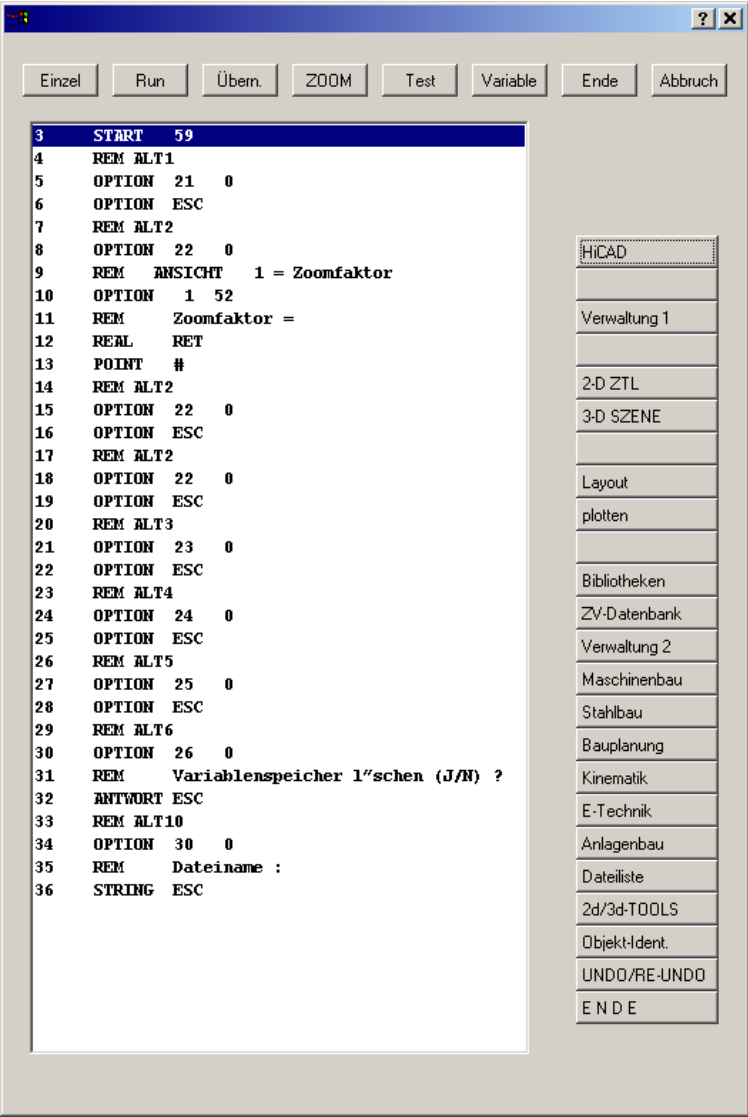 ? X
Einzel Run Übern. ZOOM Test Variable Ende Abbruch
3 START 59
4 REM ALT1
5 OPTION 21 0
6 OPTION ESC
7 REM ALT2
8 OPTION 22 0
9 REM ANSICHT 1 = Zoomfaktor
10 OPTION 1 52
11 REM Zoomfaktor =
12 REAL RET
13 POINT #
14 REM ALT2
15 OPTION 22 0
16 OPTION ESC
17 REM ALT2
18 OPTION 22 0
19 OPTION ESC
20 REM ALT3
21 OPTION 23 0
22 OPTION ESC
23 REM ALT4
24 OPTION 24 0
25 OPTION ESC
26 REM ALT5
27 OPTION 25 0
28 OPTION ESC
29 REM ALT6
30 OPTION 26 0
31 REM Variablenspeicher l”schen (J/N) ?
32 ANTWORT ESC
33 REM ALT10
34 OPTION 30 0
35 REM Dateiname :
36 STRING ESC
HiCAD
Verwaltung 1
2-D ZTL
3-D SZENE
Layout
plotten
Bibliotheken
ZV-Datenbank
Verwaltung 2
Maschinenbau
Stahlbau
Bauplanung
Kinematik
E-Technik
Anlagenbau
Dateiliste
2d/3d-TOOLS
Objekt-Ident.
UNDO/RE-UNDO
E N D E